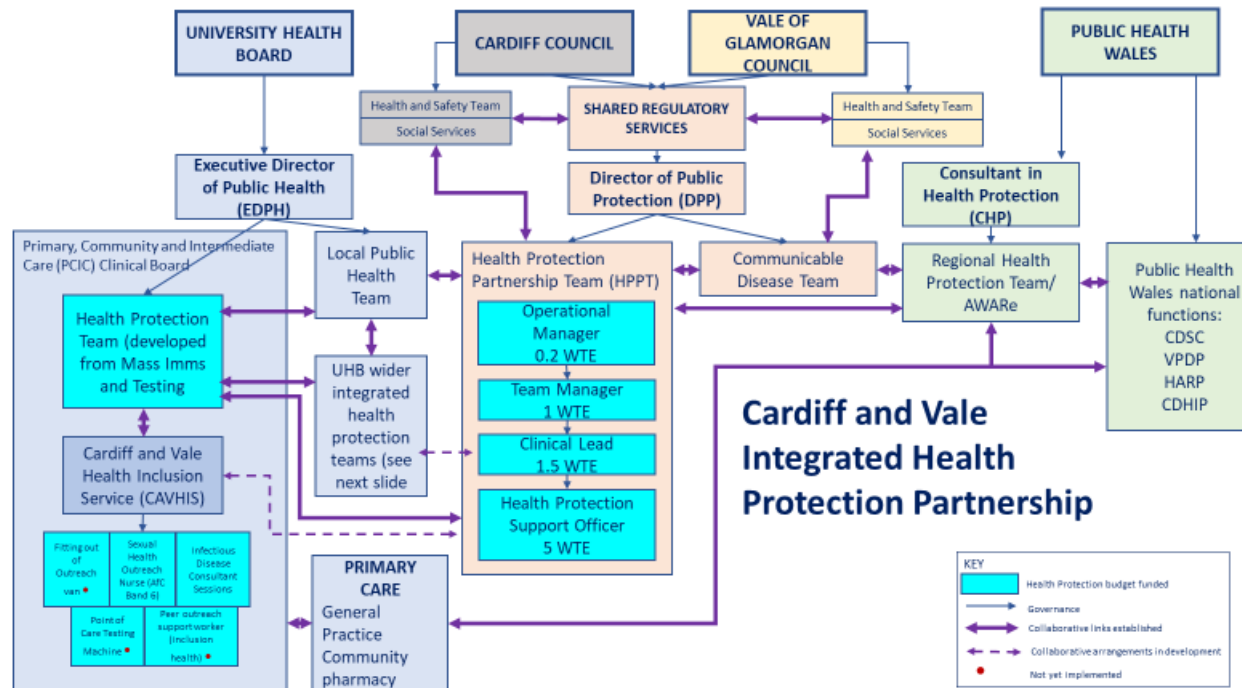 UNIVERSITY HEALTH
BOARD
CARDIFF COUNCIL
VALE OF
GLAMORGAN
COUNCIL
PUBLIC HEALTH
WALES
Health and Safety Team
Social Services
SHARED REGULATORY
SERVICES
Health and Safety Team
Social Services
Executive Director
of Public Health
(EDPH)
Director of Public
Protection (DPP)
Consultant in
Health Protection
(CHP)
Primary, Community and Intermediate
Care (PCIC) Clinical Board
Local Public
Health
Team
Health Protection
Partnership Team (HPPT)
Communicable
Disease Team
Regional Health
Protection Team/
AWARe
Public Health
Wales national
functions:
CDSC
VPDP
HARP
CDHIP
Health Protection
Team (developed
from Mass Imms
and Testing
Operational
Manager
0.2 WTE
Team Manager
1 WTE
Clinical Lead
1.5 WTE
Health Protection
Support Officer
5 WTE
UHB wider
integrated
health
protection
teams (see
next slide
Cardiff and Vale
Health Inclusion
Service (CAVHIS)
Fitting out
of
Outreach
van
Sexual
Health
Outreach
Nurse (AfC
Band 6)
Infectious
Disease
Consultant
Sessions
Point of
Care Testing
Machine
Peer outreach
support worker
(inclusion
health)
PRIMARY
CARE
General
Practice
Community
pharmacy
Cardiff and Vale
Integrated Health
Protection Partnership
KEY
Health Protection budget funded
Governance
Collaborative links established
Collaborative arrangements in development
Not yet implemented